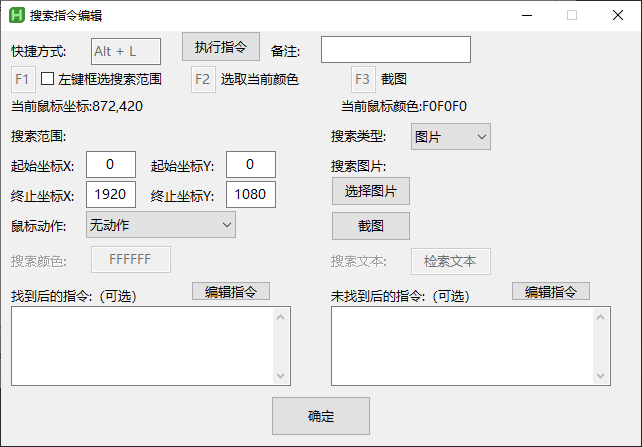 搜索指令编辑
快捷方式: Alt + L 执行指令 备注:
F1 左键框选搜索范围 F2 选取当前颜色 F3 截图
当前鼠标坐标:872,420 当前鼠标颜色:F0F0F0
搜索范围: 搜索类型: 图片
起始坐标X: 0 起始坐标Y: 0 搜索图片:
终止坐标X: 1920 终止坐标Y: 1080 选择图片
鼠标动作: 无动作 截图
搜索颜色: FFFFFF 搜索文本: 检索文本
找到后的指令:（可选） 编辑指令 未找到后的指令:（可选） 编辑指令
确定